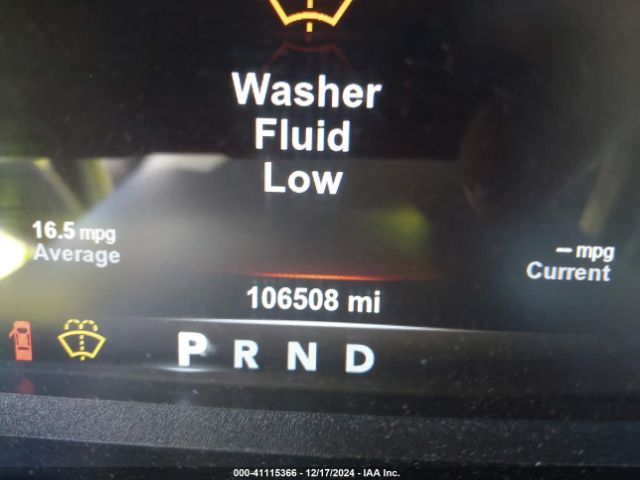 Washer
Fluid
Low
16.5 mpg
Average
-- mpg
Current
106508 mi
P R N D
000-41115366 - 12/17/2024 - IAA Inc.